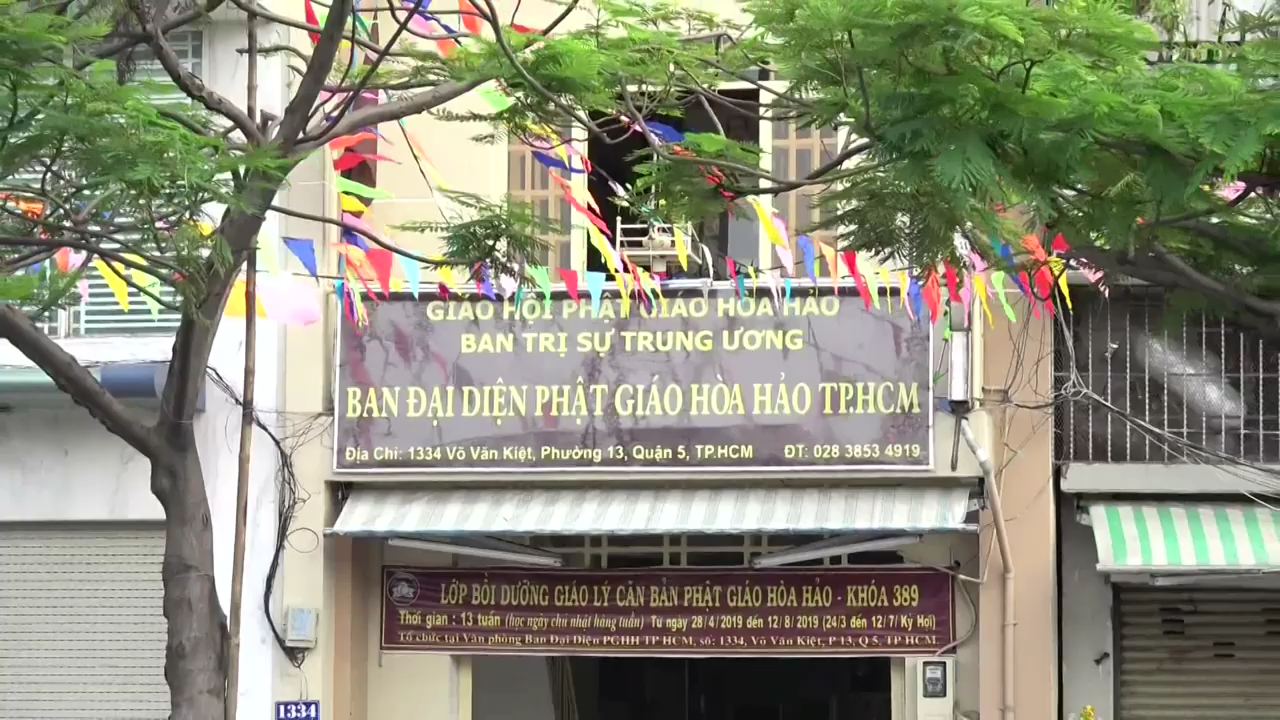 GIÁO HỘI PHẬT GIÁO HÒA HẢO
BAN TRỊ SỰ TRUNG ƯƠNG
BAN ĐẠI DIỆN PHẬT GIÁO HÒA HẢO TP.HCM
Địa Chỉ: 1334 Võ Văn Kiệt, Phường 13, Quận 5, TP.HCM ĐT: 028 3853 4919
LỚP BỒI DƯỠNG GIÁO LÝ CĂN BẢN PHẬT GIÁO HÒA HẢO - KHÓA 389
Thời gian : 13 tuần (học ngày chủ nhật hàng tuần) Từ ngày 28/4/2019 đến 12/8/2019 (24/3 đến 12/7/ Kỷ Hợi)
Tổ chức tại Văn phòng Ban Đại Diện PGHH TP HCM, số: 1334, Võ Văn Kiệt, P 13, Q 5, TP HCM.
1334